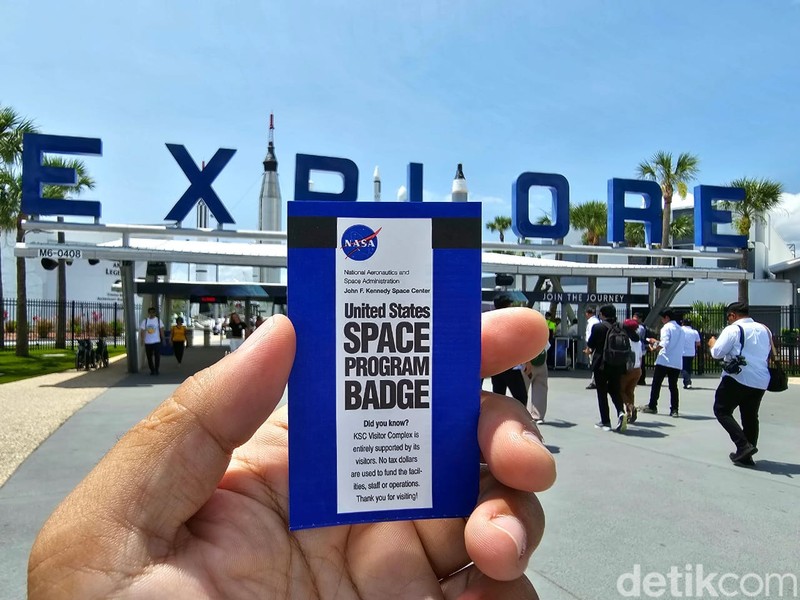 EXPLORE
M6-0408
JOIN THE JOURNEY
NASA
National Aeronautics and
Space Administration
John F. Kennedy Space Center
United States
SPACE
PROGRAM
BADGE
Did you know?
KSC Visitor Complex is
entirely supported by its
visitors. No tax dollars
are used to fund the facil-
ities, staff or operations.
Thank you for visiting!
detikcom